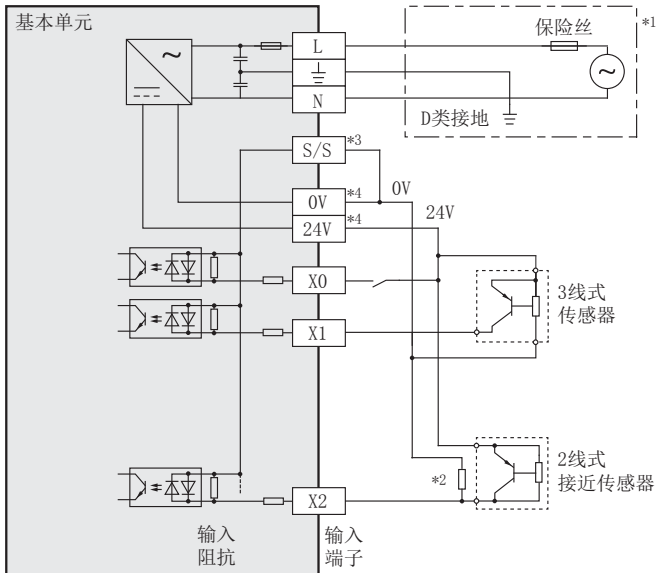 基本单元
L
N
S/S
*3
0V
*4
24V
*4
X0
X1
X2
保险丝
*1
D类接地
0V
24V
3线式
传感器
*2
2线式
接近传感器
输入
阻抗
输入
端子